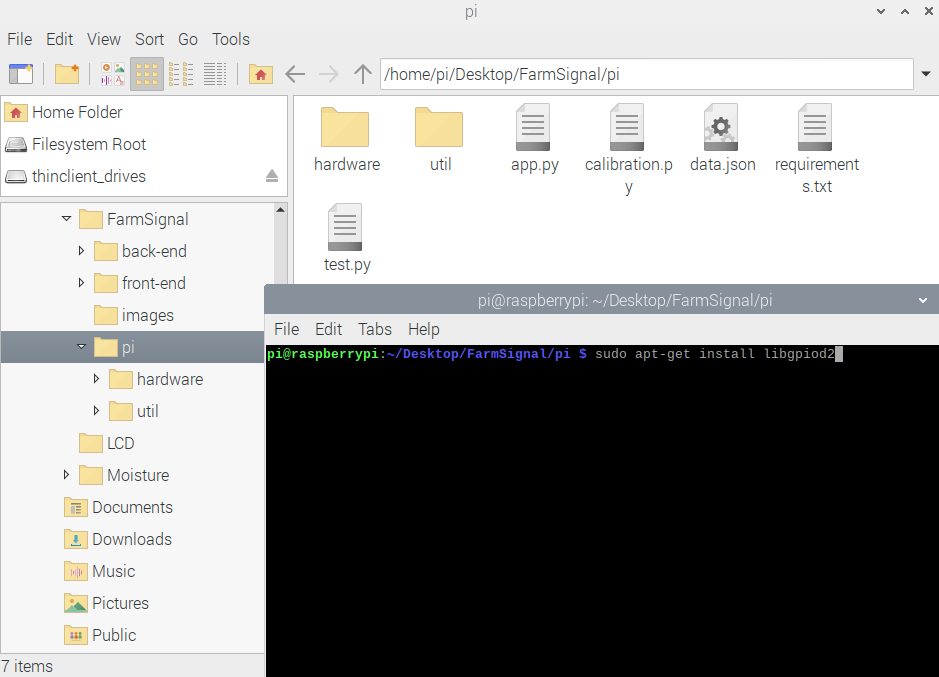 pi
File Edit View Sort Go Tools
/home/pi/Desktop/FarmSignal/pi
Home Folder
Filesystem Root
thinclient_drives
FarmSignal
back-end
front-end
images
pi
hardware
util
LCD
Moisture
Documents
Downloads
Music
Pictures
Public
7 items
hardware
util
app.py
calibration.p
y
data.json
requirement
s.txt
test.py
pi@raspberrypi: ~/Desktop/FarmSignal/pi
File Edit Tabs Help
pi@raspberrypi:~/Desktop/FarmSignal/pi $ sudo apt-get install libgpiod2